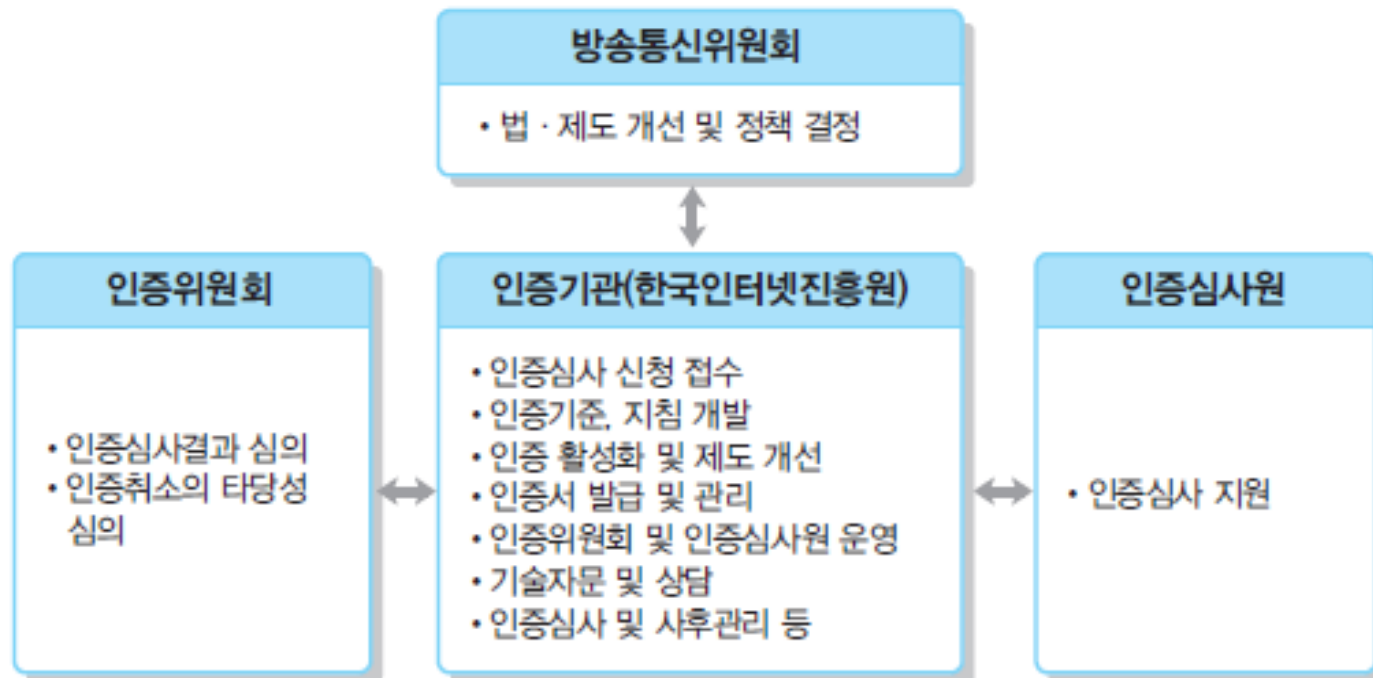 방송통신위원회
• 법 · 제도 개선 및 정책 결정
인증위원회
• 인증심사결과 심의
• 인증취소의 타당성
심의
인증기관(한국인터넷진흥원)
• 인증심사 신청 접수
• 인증기준, 지침 개발
• 인증 활성화 및 제도 개선
• 인증서 발급 및 관리
• 인증위원회 및 인증심사원 운영
• 기술자문 및 상담
• 인증심사 및 사후관리 등
인증심사원
• 인증심사 지원